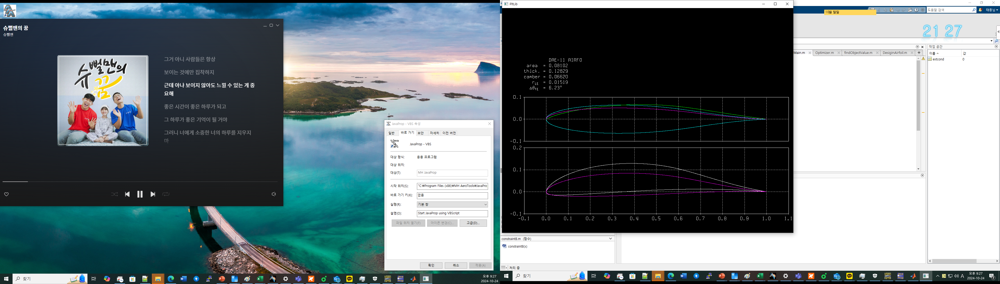 슈뻘맨의 꿈
슈뻘맨
슈뻘맨의
꿈
그거 아니 사람들은 항상
보이는 것에만 집착하지
근데 아냐 보이지 않아도 느낄 수 있는 게 중
요해
좋은 시간이 좋은 하루가 되고
그 하루가 좋은 기억이 될 거야
그러니 너에게 소중한 너의 하루를 지우지
마
JavaProp - VBS 속성
일반
바로 가기
보안
자세히
이전 버전
Java
JavaProp - VBS
대상 형식:
응용 프로그램
대상 위치:
대상(T):
MH JavaProp
시작 위치(S):
"C:\Program Files (x86)\MH AeroTools\JavaPro
바로 가기 키(K):
없음
실행(R):
기본 창
설명(O):
Start JavaProp using VBScript
파일 위치 열기(F)
아이콘 변경(C)...
고급(D)...
확인
취소
적용(A)
찾기
오후 9:27
2024-10-24
PltLib
DAE-11 AIRFO
area = 0.08102
thick. = 0.12829
camber = 0.06620
rLE = 0.01519
ΔθTE = 6.23°
0.1
0.0
-0.1
0.2
0.1
0.0
-0.1
-0.1 0.0 0.1 0.2 0.3 0.4 0.5 0.6 0.7 0.8 0.9 1.0 1.1
도움말 검색
태종님
10월 할일
21 27
Main.m
Optimizer.m
findObjectValue.m
DesiginAirfoil.m
작업 공간
이름
값
extcond
0
constraintB.m (함수)
constraintB(x)
처리 중
찾기
A
오후 9:27
2024-10-24